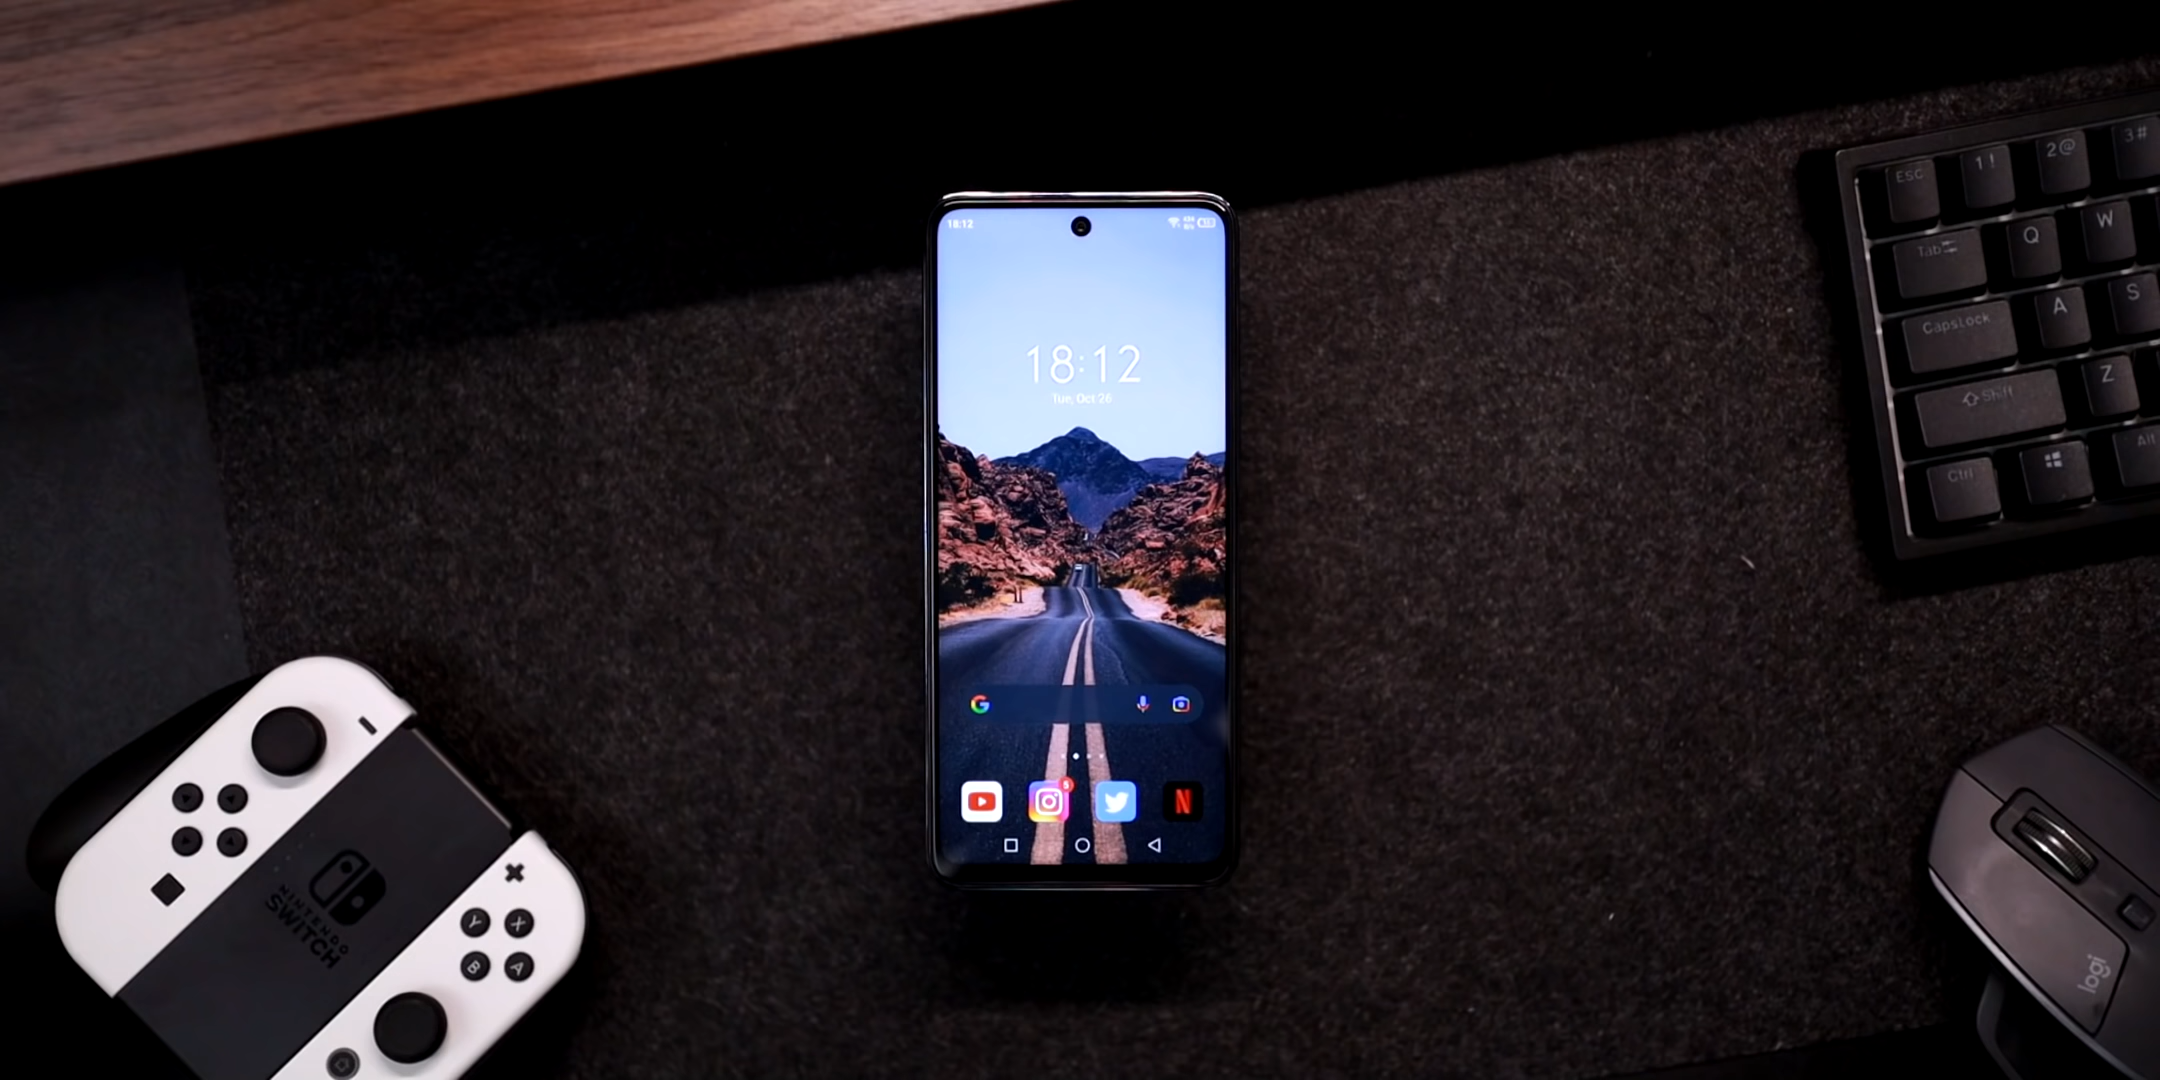 18:12
18:12
Tue, Oct 26
5
N
ESC
1!
2@
3#
Tab
Q
W
CapsLock
A
S
Shift
Z
Ctrl
Alt
NINTENDO
SWITCH
Y
X
B
A
logi